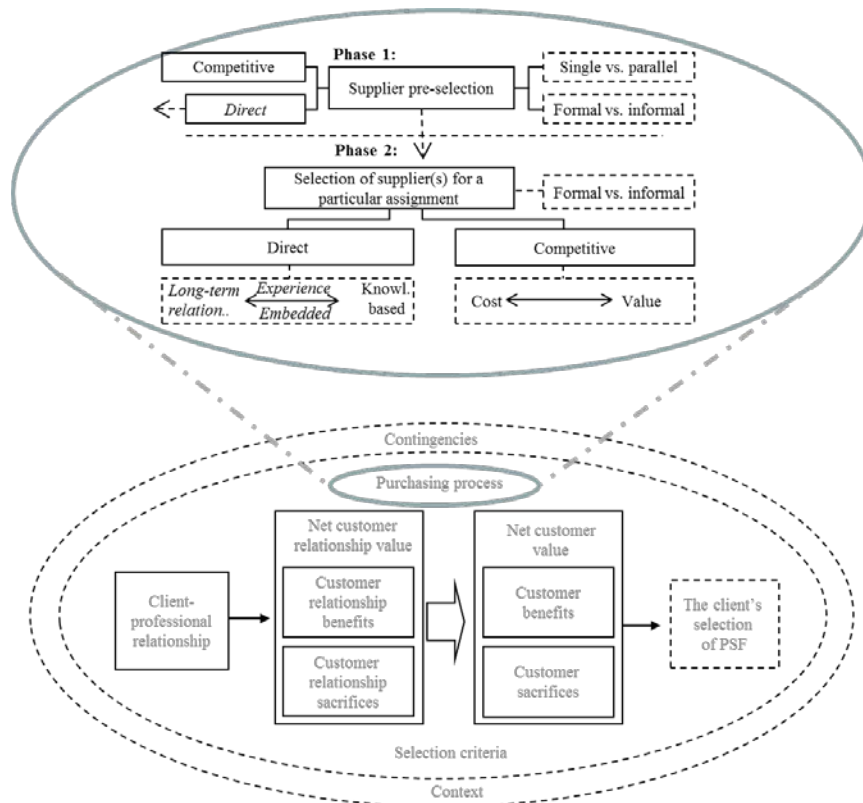 Phase 1:
Competitive
Supplier pre-selection
Single vs. parallel
Direct
Formal vs. informal
Phase 2:
Selection of supplier(s) for a
particular assignment
Formal vs. informal
Direct
Competitive
Long-term
relation..
Experience
Embedded
Knowl.
based
Cost
Value
Contingencies
Purchasing process
Net customer
relationship value
Net customer
value
Client-
professional
relationship
Customer
relationship
benefits
Customer
benefits
The client's
selection
of PSF
Customer
relationship
sacrifices
Customer
sacrifices
Selection criteria
Context